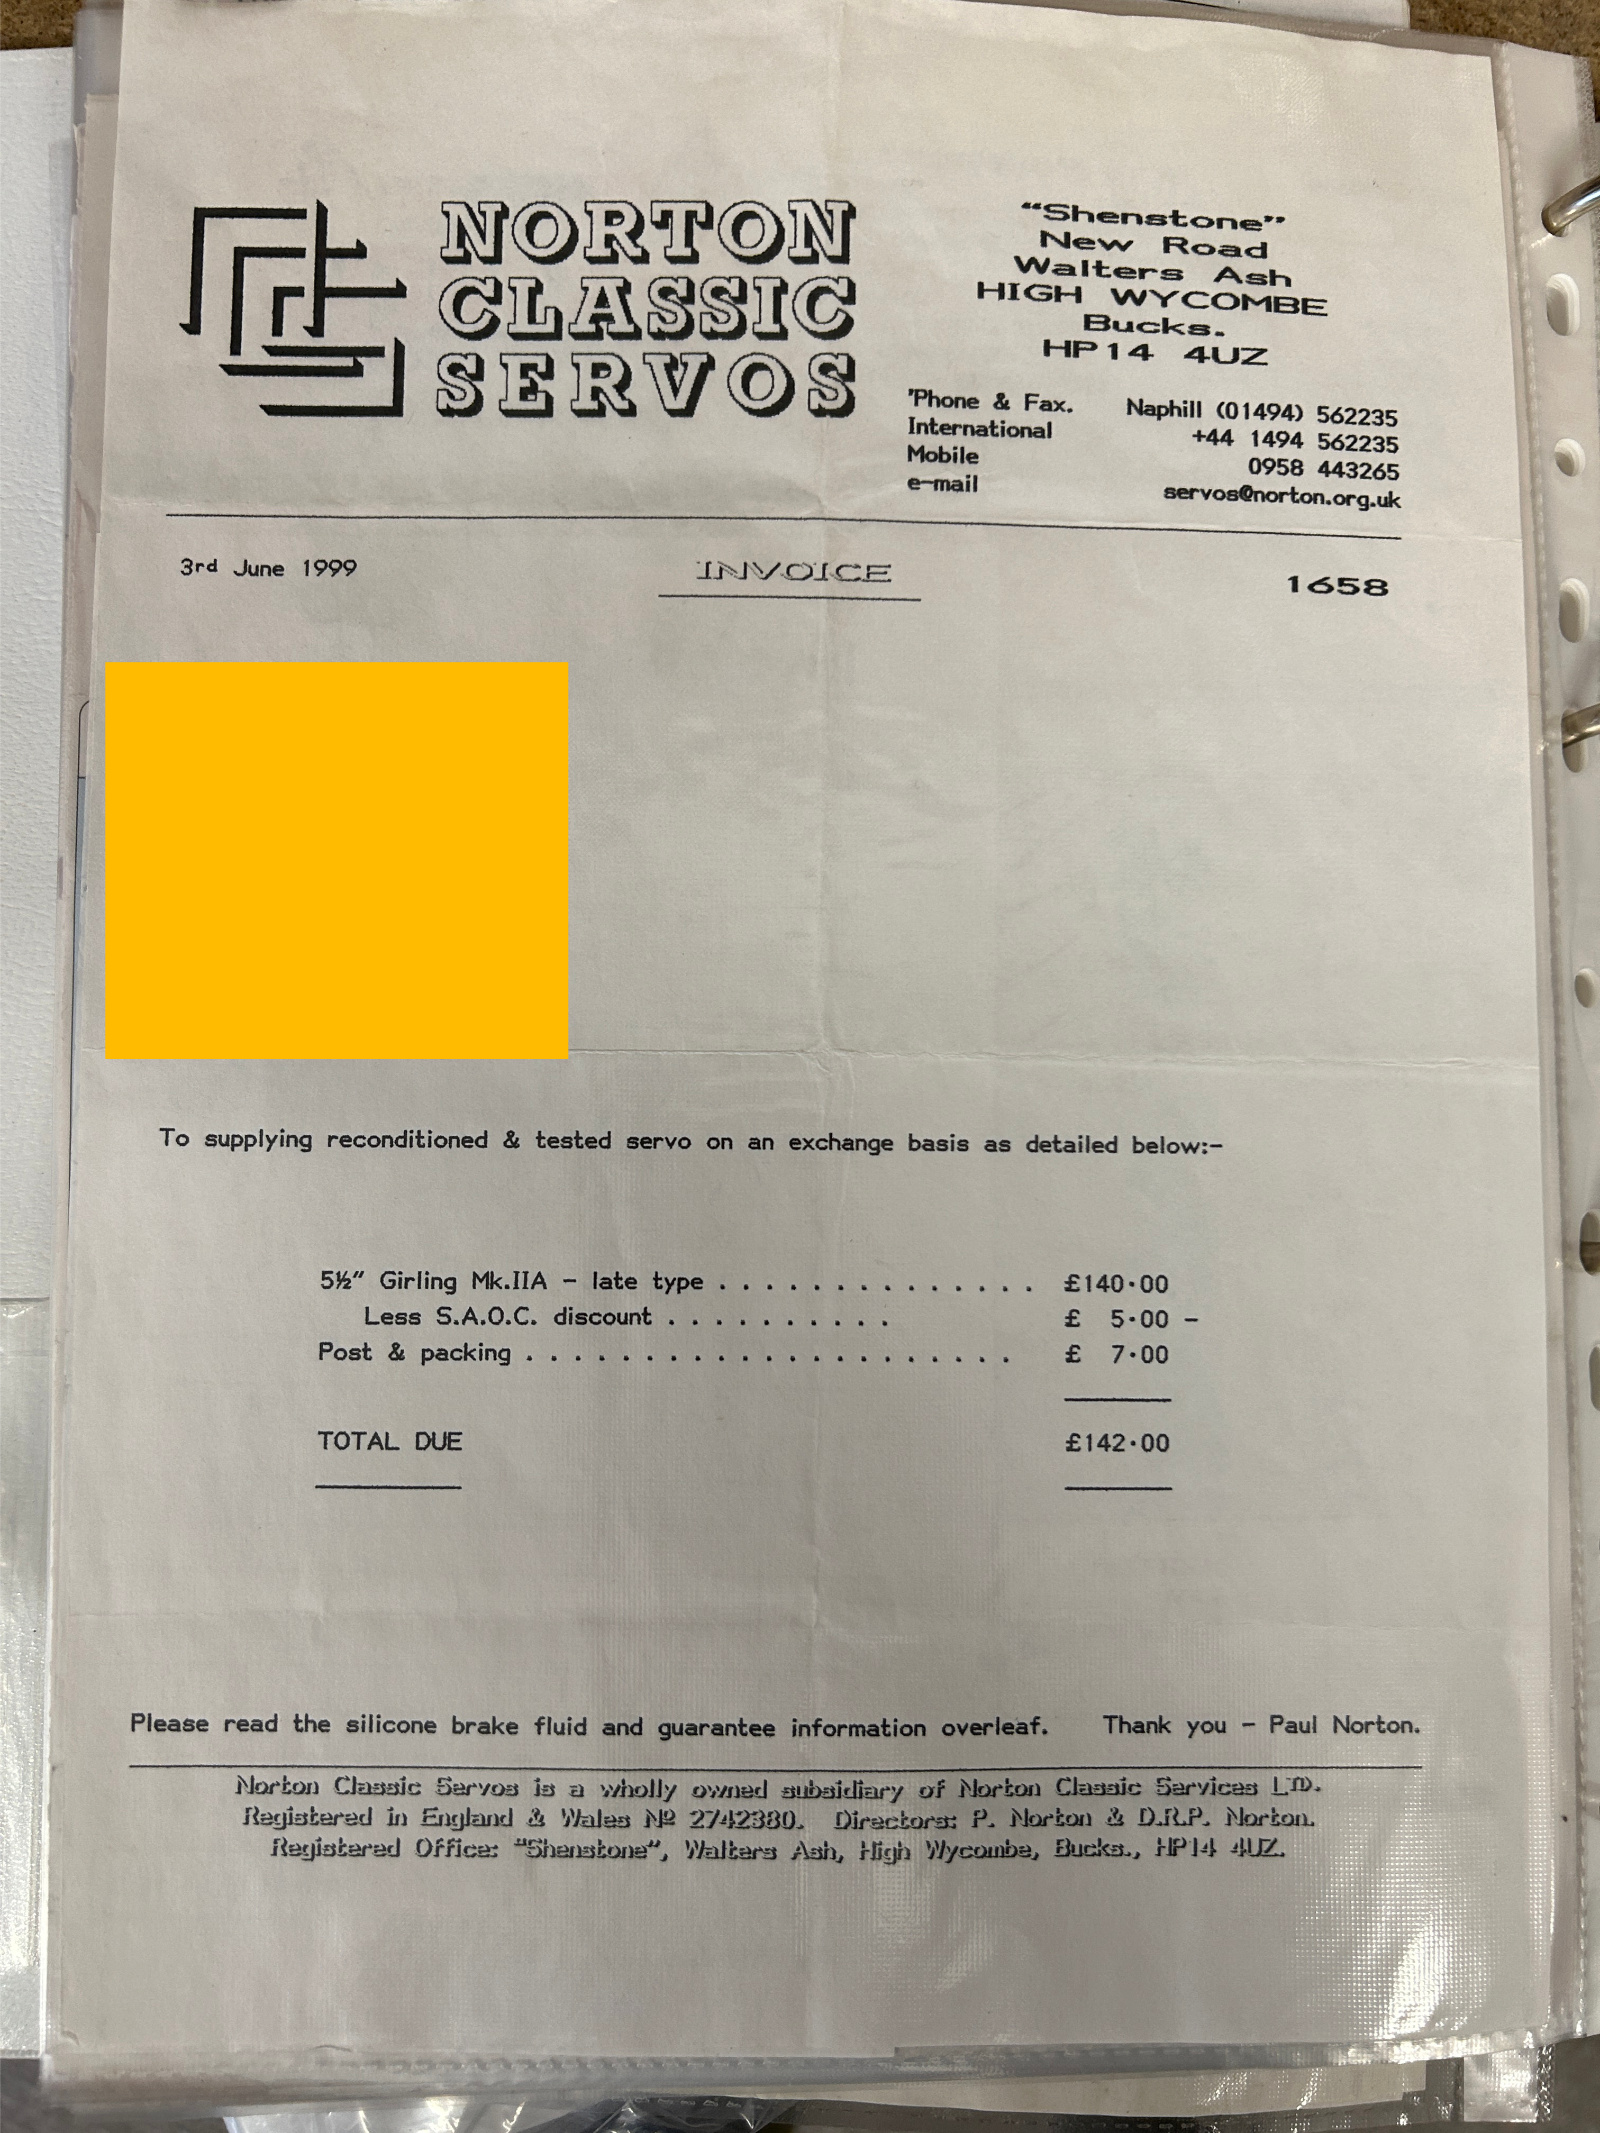 NORTON
CLASSIC
SERVOS
“Shenstone”
New Road
Walters Ash
HIGH WYCOMBE
Bucks.
HP14 4UZ
'Phone & Fax. Naphill (01494) 562235
International +44 1494 562235
Mobile 0958 443265
e-mail servos@norton.org.uk
3rd June 1999 INVOICE 1658
To supplying reconditioned & tested servo on an exchange basis as detailed below:-
5½” Girling Mk.IIA - late type . . . . . . . . . . . . . . £140·00
Less S.A.O.C. discount . . . . . . . . . . £ 5·00 -
Post & packing . . . . . . . . . . . . . . . . . . . . . £ 7·00
TOTAL DUE £142·00
Please read the silicone brake fluid and guarantee information overleaf. Thank you - Paul Norton.
Norton Classic Servos is a wholly owned subsidiary of Norton Classic Services LTD.
Registered in England & Wales Nº 2742380. Directors: P. Norton & D.R.P. Norton.
Registered Office: “Shenstone”, Walters Ash, High Wycombe, Bucks., HP14 4UZ.